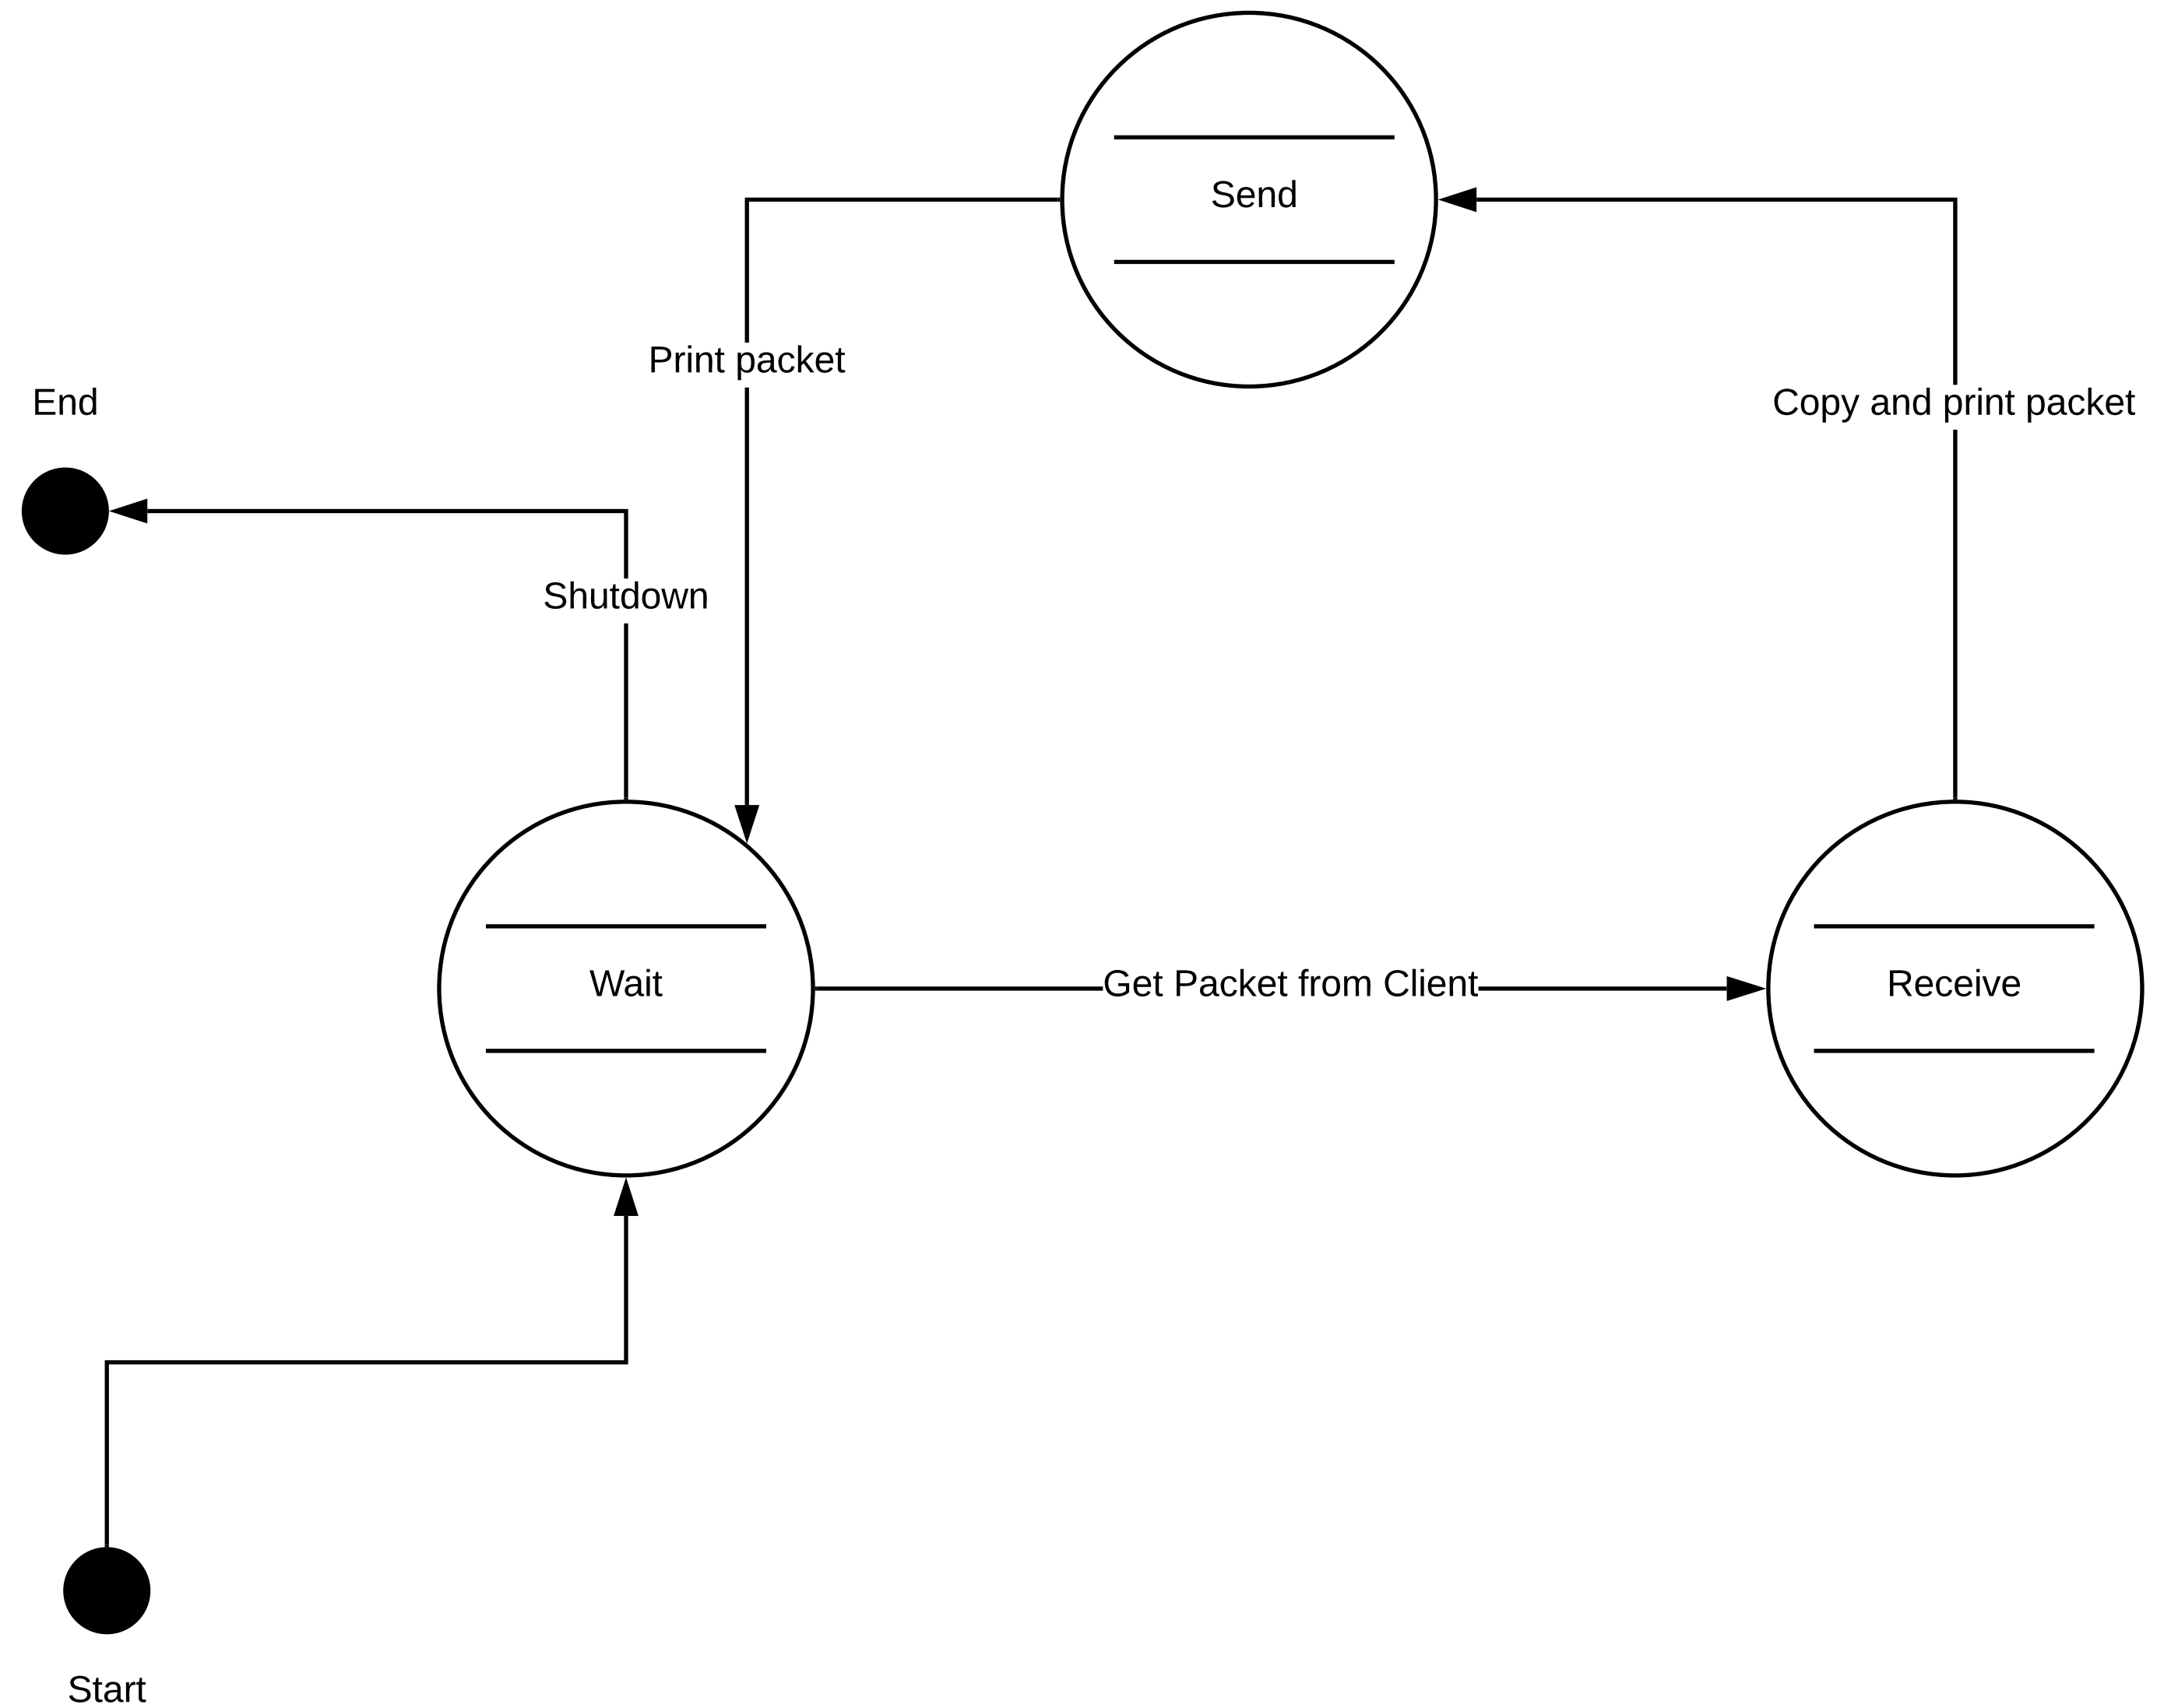 Send
Print packet
End
Copy and print packet
Shutdown
Wait
Get Packet from Client
Receive
Start